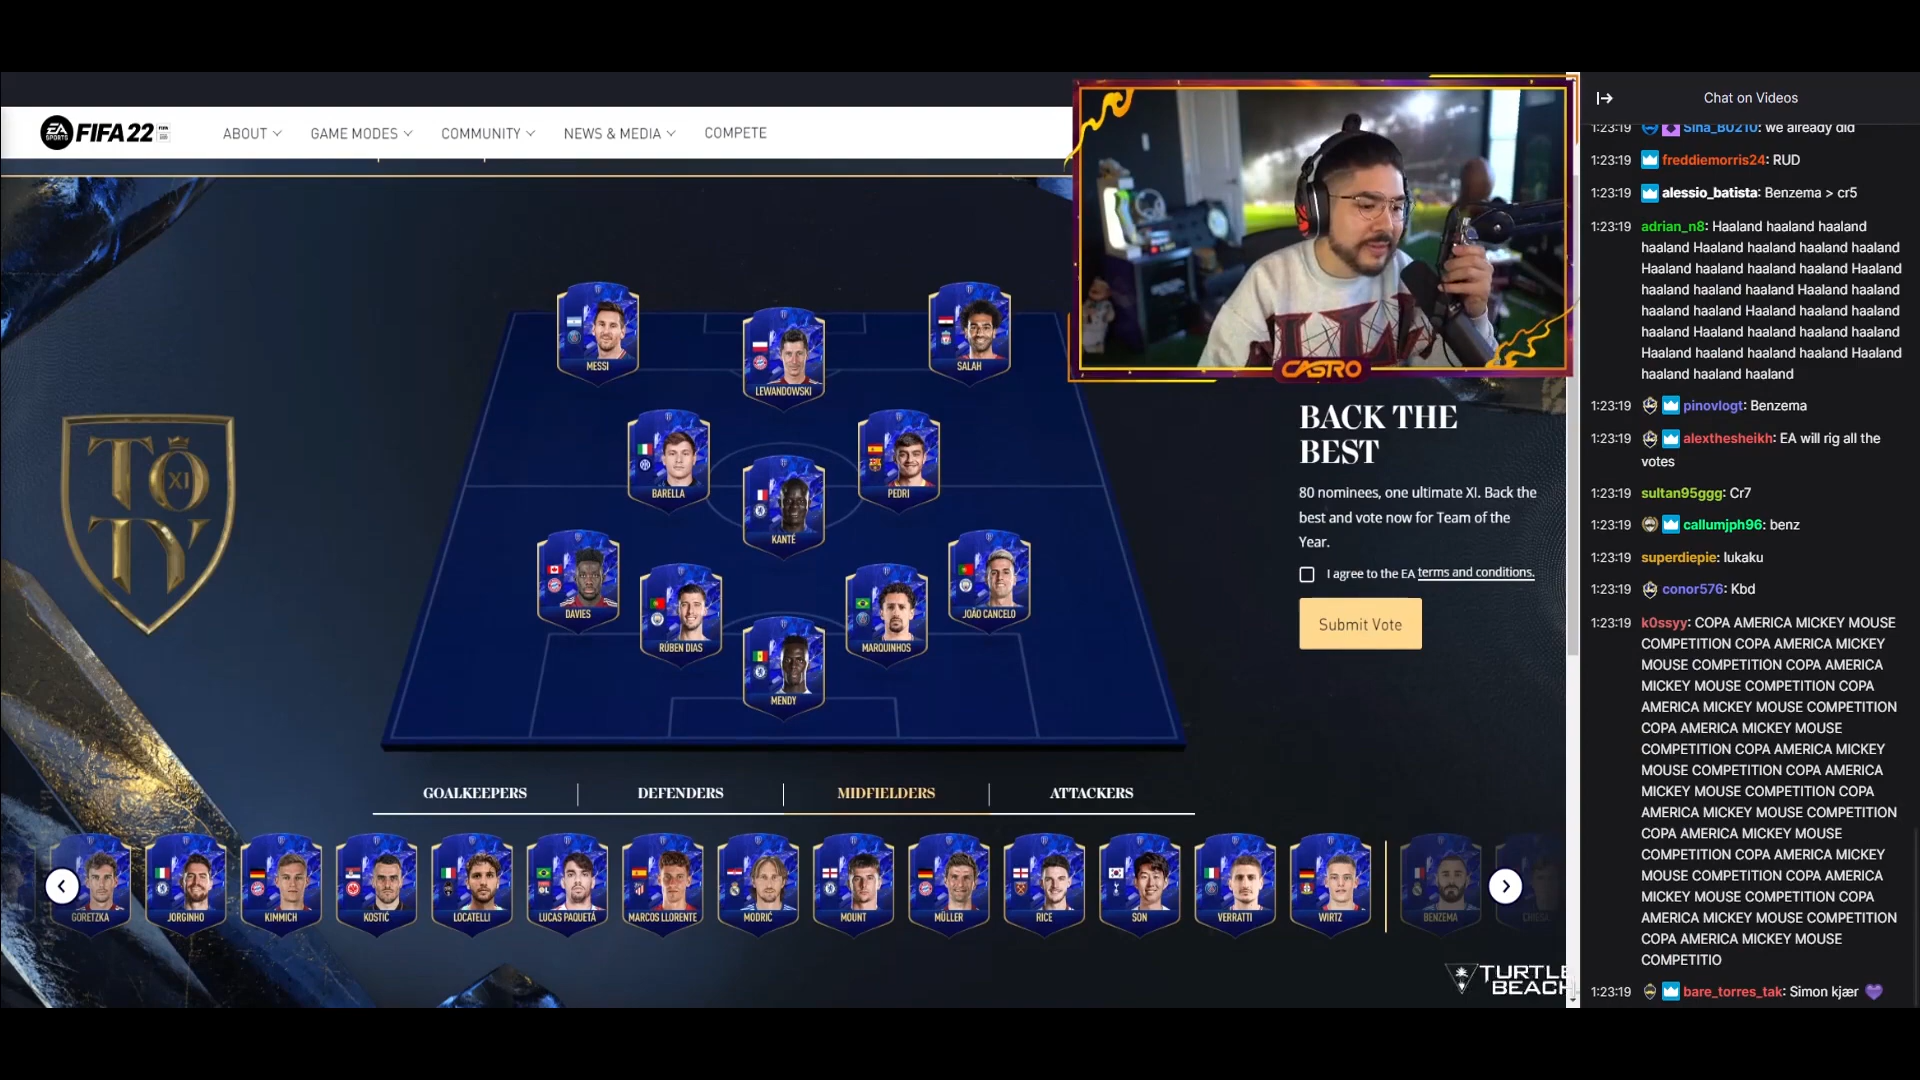 EA SPORTS FIFA 22
ABOUT
GAME MODES
COMMUNITY
NEWS & MEDIA
COMPETE
MESSI
LEWANDOWSKI
SALAH
BARELLA
PEDRI
KANTÉ
DAVIES
JOÃO CANCELO
RÚBEN DIAS
MARQUINHOS
MENDY
TOTY
XI
CASTRO
BACK THE
BEST
80 nominees, one ultimate XI. Back the
best and vote now for Team of the
Year.
I agree to the EA terms and conditions.
Submit Vote
GOALKEEPERS
DEFENDERS
MIDFIELDERS
ATTACKERS
GORETZKA
JORGINHO
KIMMICH
KOSTIĆ
LOCATELLI
LUCAS PAQUETÁ
MARCOS LLORENTE
MODRIĆ
MOUNT
MÜLLER
RICE
SON
VERRATTI
WIRTZ
BENZEMA
CHIESA
TURTLE
BEACH
Chat on Videos
1:23:19 Sina_BO210: we already did
1:23:19 freddiemorris24: RUD
1:23:19 alessio_batista: Benzema > cr5
1:23:19 adrian_n8: Haaland haaland haaland
haaland Haaland haaland haaland haaland
Haaland haaland haaland haaland Haaland
haaland haaland haaland Haaland haaland
haaland haaland Haaland haaland haaland
haaland Haaland haaland haaland haaland
Haaland haaland haaland haaland Haaland
haaland haaland haaland
1:23:19 pinovlogt: Benzema
1:23:19 alexthesheikh: EA will rig all the
votes
1:23:19 sultan95ggg: Cr7
1:23:19 callumjph96: benz
1:23:19 superdiepie: lukaku
1:23:19 conor576: Kbd
1:23:19 k0ssyy: COPA AMERICA MICKEY MOUSE
COMPETITION COPA AMERICA MICKEY
MOUSE COMPETITION COPA AMERICA
MICKEY MOUSE COMPETITION COPA
AMERICA MICKEY MOUSE COMPETITION
COPA AMERICA MICKEY MOUSE
COMPETITION COPA AMERICA MICKEY
MOUSE COMPETITION COPA AMERICA
MICKEY MOUSE COMPETITION COPA
AMERICA MICKEY MOUSE COMPETITION
COPA AMERICA MICKEY MOUSE
COMPETITION COPA AMERICA MICKEY
MOUSE COMPETITION COPA AMERICA
MICKEY MOUSE COMPETITION COPA
AMERICA MICKEY MOUSE COMPETITION
COPA AMERICA MICKEY MOUSE
COMPETITIO
1:23:19 bare_torres_tak: Simon kjær